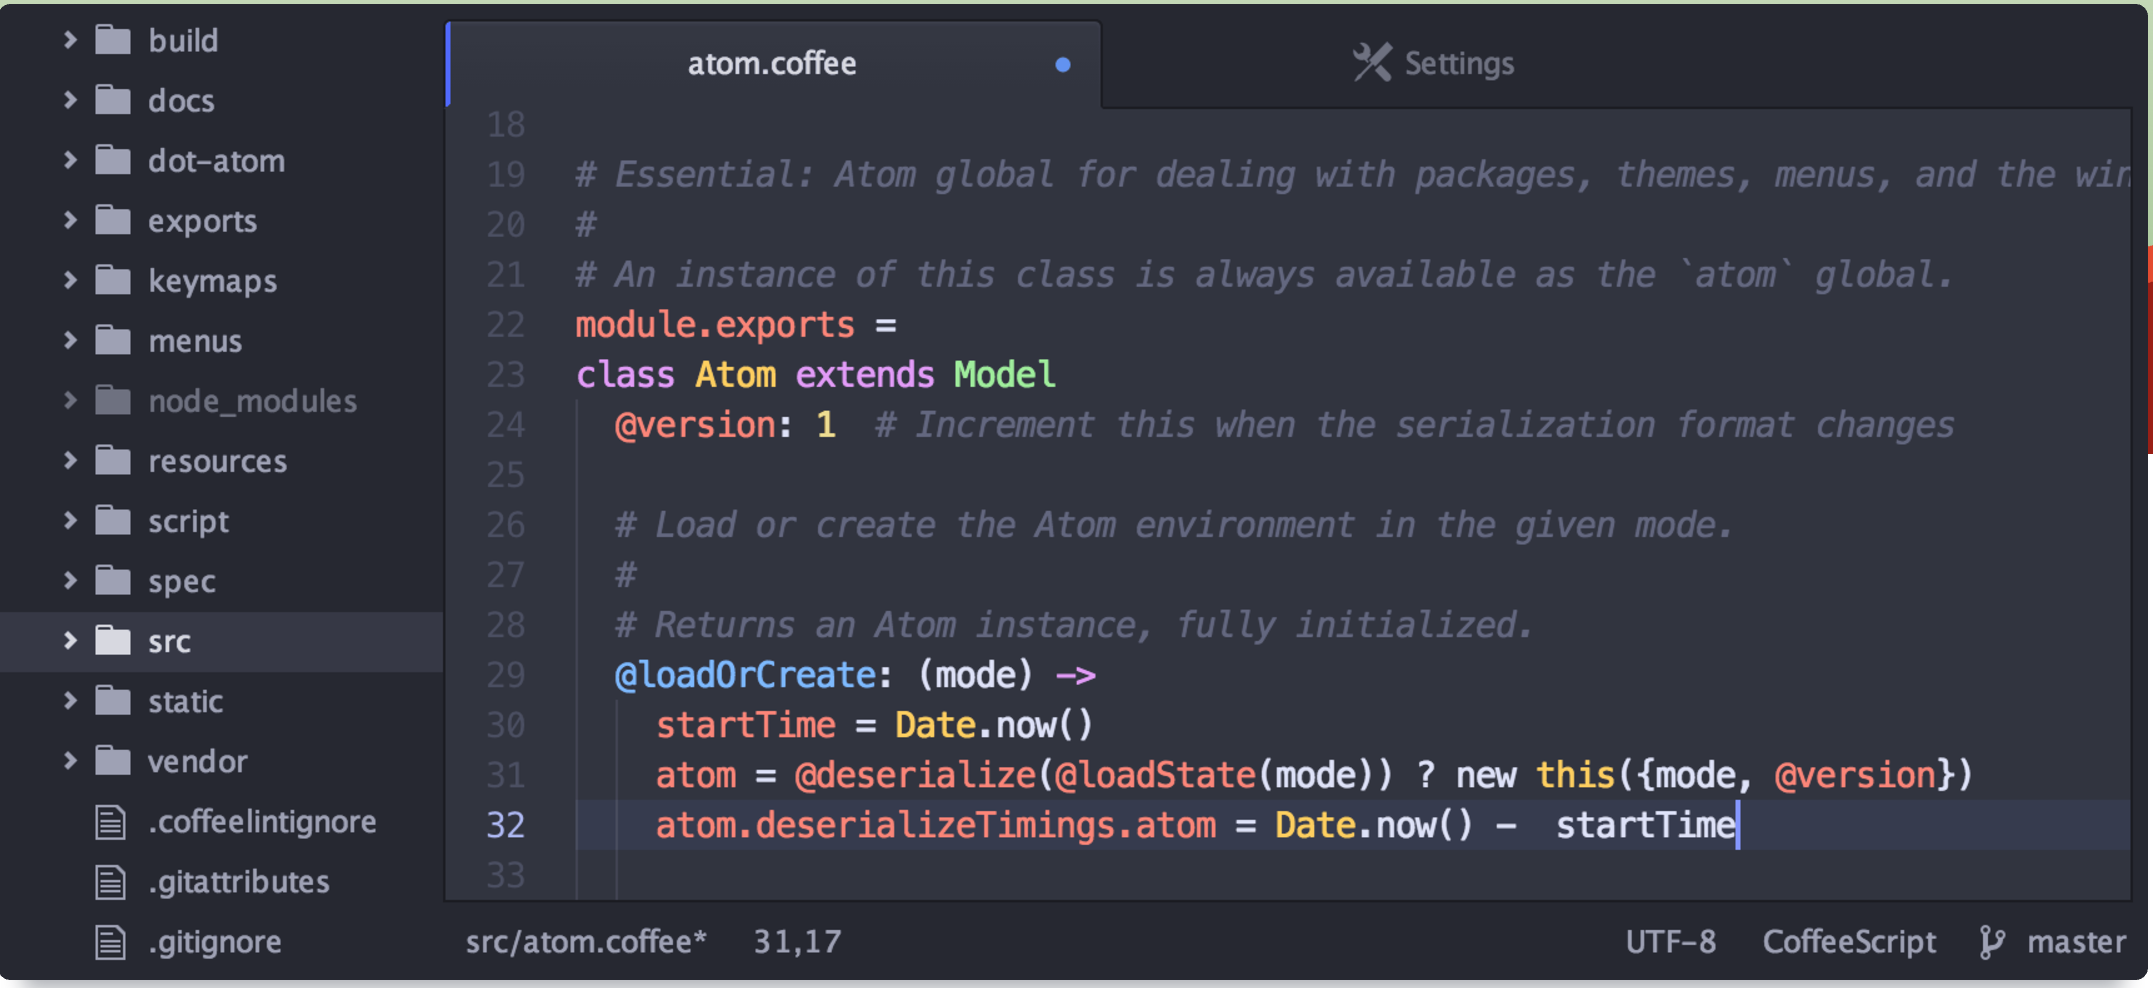 build
docs
dot-atom
exports
keymaps
menus
node_modules
resources
script
spec
src
static
vendor
.coffeelintignore
.gitattributes
.gitignore
atom.coffee
Settings
18
19 # Essential: Atom global for dealing with packages, themes, menus, and the win
20 #
21 # An instance of this class is always available as the `atom` global.
22 module.exports =
23 class Atom extends Model
24 @version: 1 # Increment this when the serialization format changes
25
26 # Load or create the Atom environment in the given mode.
27 #
28 # Returns an Atom instance, fully initialized.
29 @loadOrCreate: (mode) ->
30 startTime = Date.now()
31 atom = @deserialize(@loadState(mode)) ? new this({mode, @version})
32 atom.deserializeTimings.atom = Date.now() -  startTime
33
src/atom.coffee* 31,17
UTF-8 CoffeeScript master